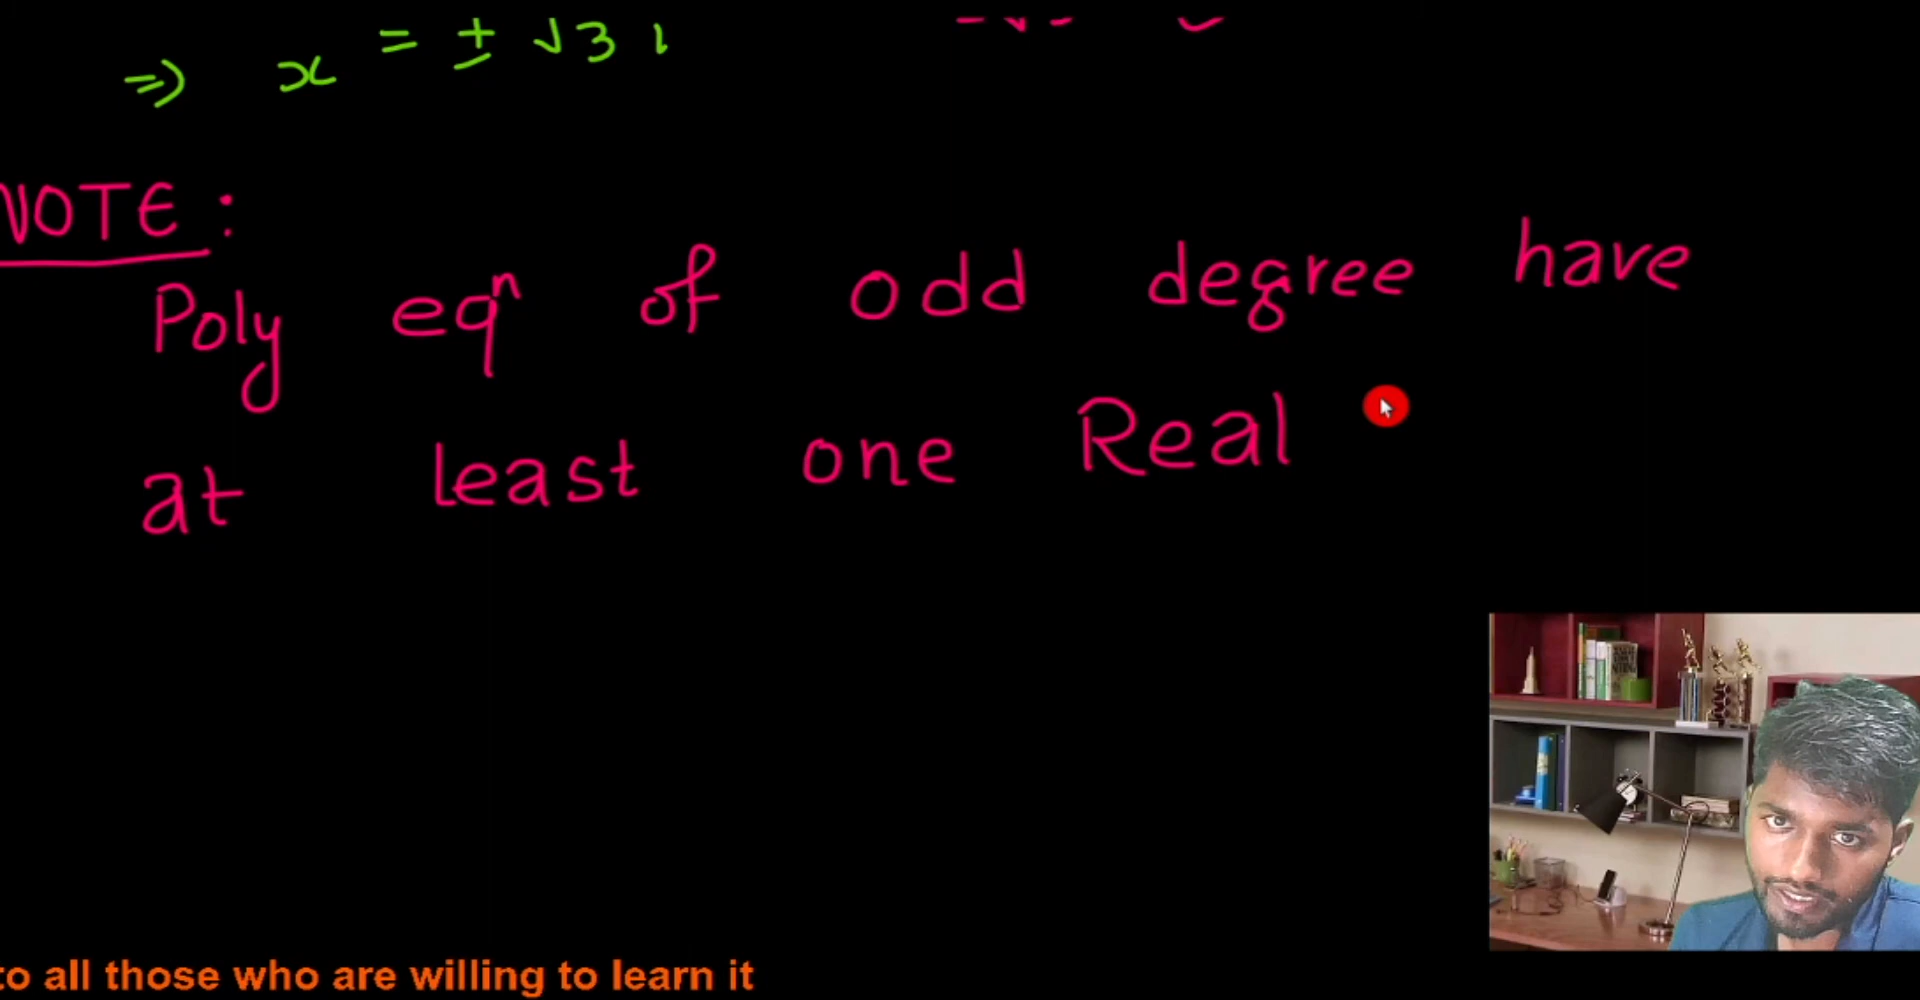 ⇒ x = ± √3 i
NOTE :
Poly eqⁿ of odd degree have
at least one Real
to all those who are willing to learn it